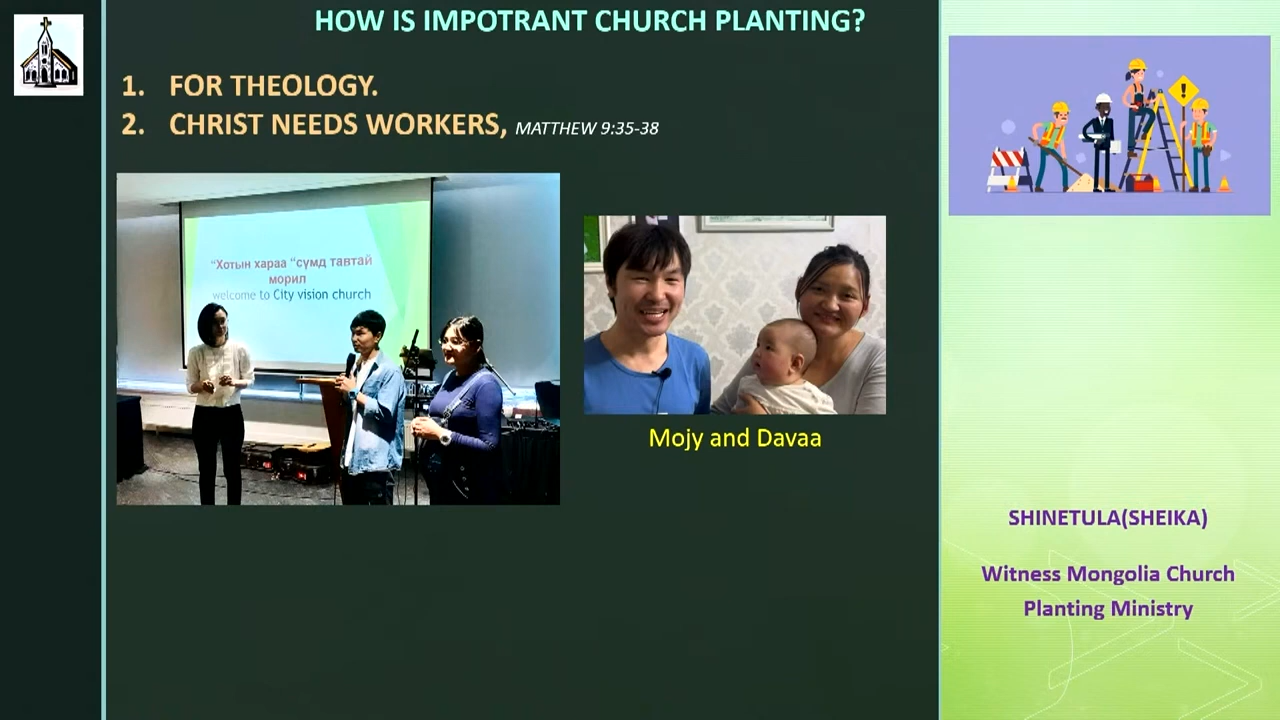 HOW IS IMPOTRANT CHURCH PLANTING?
1. FOR THEOLOGY.
2. CHRIST NEEDS WORKERS, MATTHEW 9:35-38
"Хотын хараа "сүмд тавтай
морил
welcome to City vision church
Mojy and Davaa
!
SHINETULA(SHEIKA)
Witness Mongolia Church
Planting Ministry